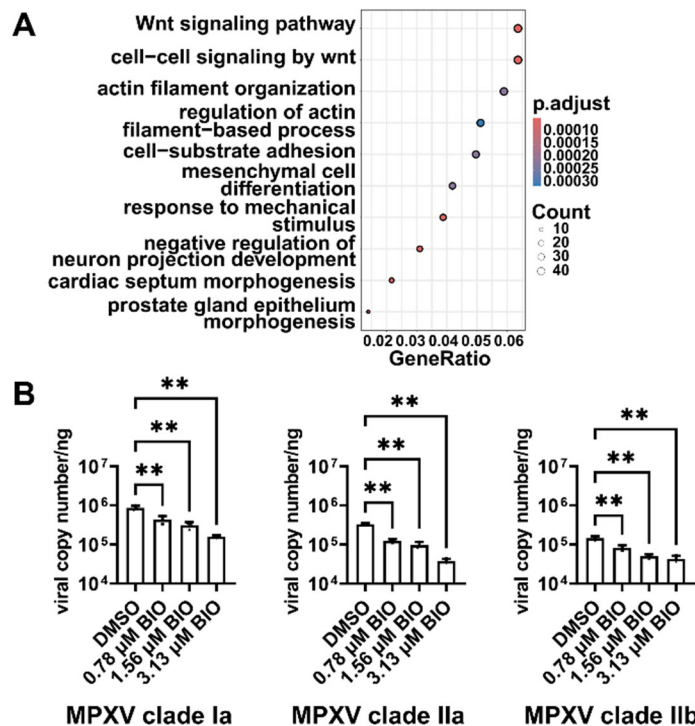 A
Wnt signaling pathway
cell-cell signaling by wnt
actin filament organization
regulation of actin
filament-based process
cell-substrate adhesion
mesenchymal cell
differentiation
response to mechanical
stimulus
negative regulation of
neuron projection development
cardiac septum morphogenesis
prostate gland epithelium
morphogenesis
0.02 0.03 0.04 0.05 0.06
GeneRatio
p.adjust
0.00010
0.00015
0.00020
0.00025
0.00030
Count
10
20
30
40
B
viral copy number/ng
10⁷
10⁶
10⁵
10⁴
**
**
**
DMSO
0.78 µM BIO
1.56 µM BIO
3.13 µM BIO
MPXV clade Ia
viral copy number/ng
10⁷
10⁶
10⁵
10⁴
**
**
**
DMSO
0.78 µM BIO
1.56 µM BIO
3.13 µM BIO
MPXV clade IIa
viral copy number/ng
10⁷
10⁶
10⁵
10⁴
**
**
**
DMSO
0.78 µM BIO
1.56 µM BIO
3.13 µM BIO
MPXV clade IIb